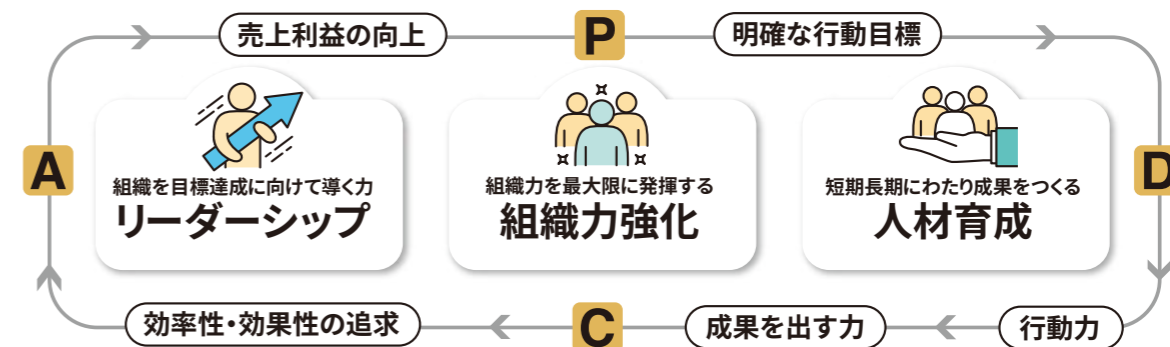 売上利益の向上
P
明確な行動目標
A
組織を目標達成に向けて導く力
リーダーシップ
組織力を最大限に発揮する
組織力強化
短期長期にわたり成果をつくる
人材育成
D
効率性・効果性の追求
C
成果を出す力
行動力